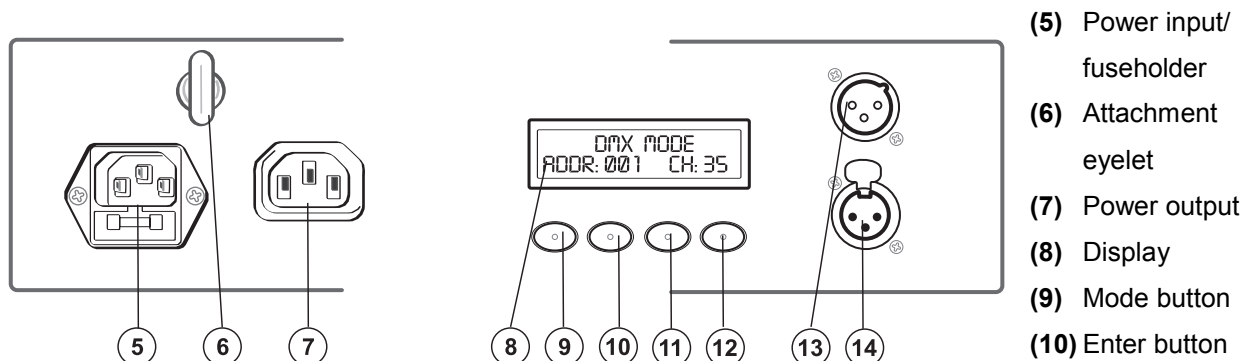 DMX MODE
ADDR: 001 CH: 35
5 6 7 8 9 10 11 12 13 14
(5) Power input/
fuseholder
(6) Attachment
eyelet
(7) Power output
(8) Display
(9) Mode button
(10) Enter button